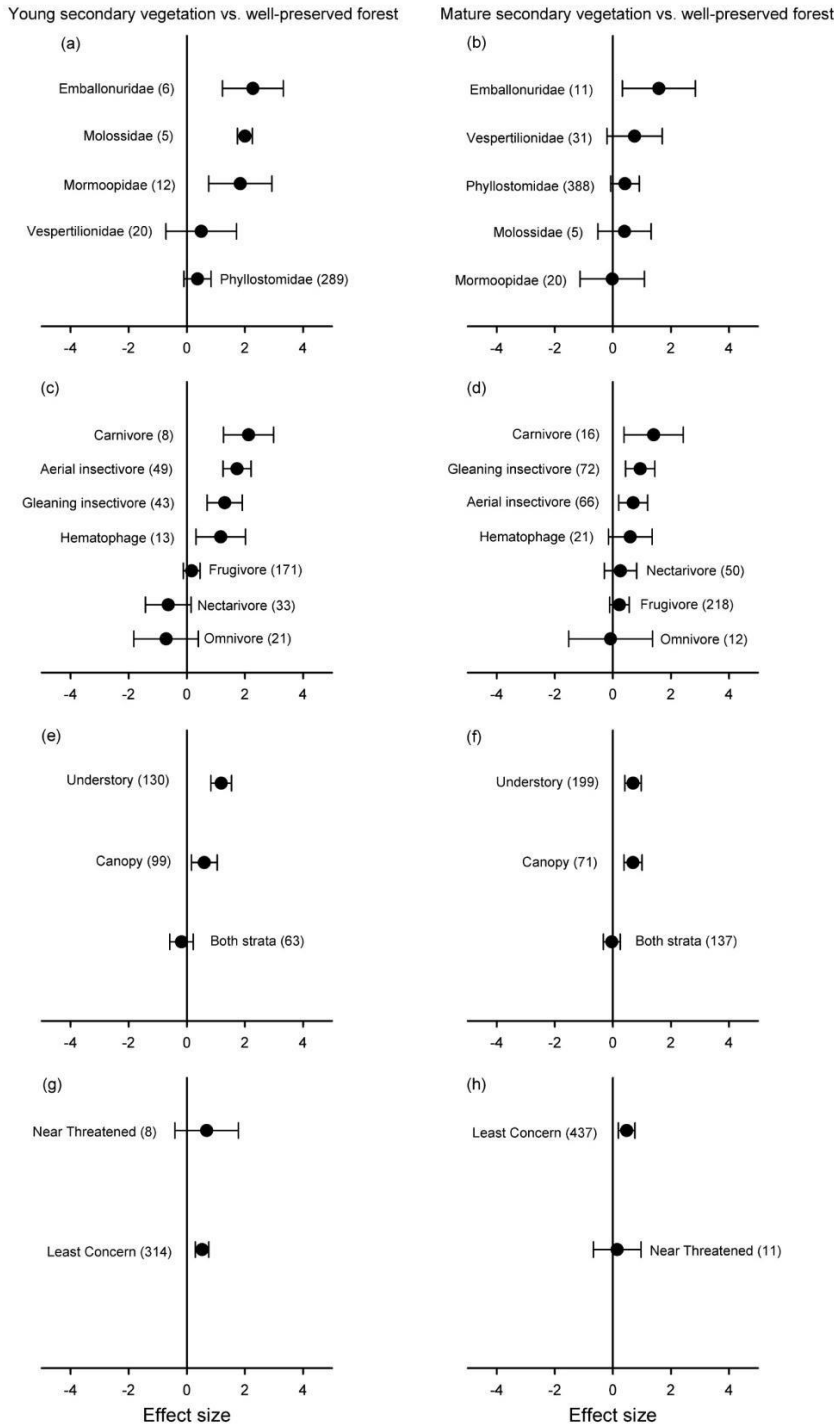 Young secondary vegetation vs. well-preserved forest
Mature secondary vegetation vs. well-preserved forest
(a)
Emballonuridae (6)
Molossidae (5)
Mormoopidae (12)
Vespertilionidae (20)
Phyllostomidae (289)
-4 -2 0 2 4
(b)
Emballonuridae (11)
Vespertilionidae (31)
Phyllostomidae (388)
Molossidae (5)
Mormoopidae (20)
-4 -2 0 2 4
(c)
Carnivore (8)
Aerial insectivore (49)
Gleaning insectivore (43)
Hematophage (13)
Frugivore (171)
Nectarivore (33)
Omnivore (21)
-4 -2 0 2 4
(d)
Carnivore (16)
Gleaning insectivore (72)
Aerial insectivore (66)
Hematophage (21)
Nectarivore (50)
Frugivore (218)
Omnivore (12)
-4 -2 0 2 4
(e)
Understory (130)
Canopy (99)
Both strata (63)
-4 -2 0 2 4
(f)
Understory (199)
Canopy (71)
Both strata (137)
-4 -2 0 2 4
(g)
Near Threatened (8)
Least Concern (314)
-4 -2 0 2 4
Effect size
(h)
Least Concern (437)
Near Threatened (11)
-4 -2 0 2 4
Effect size